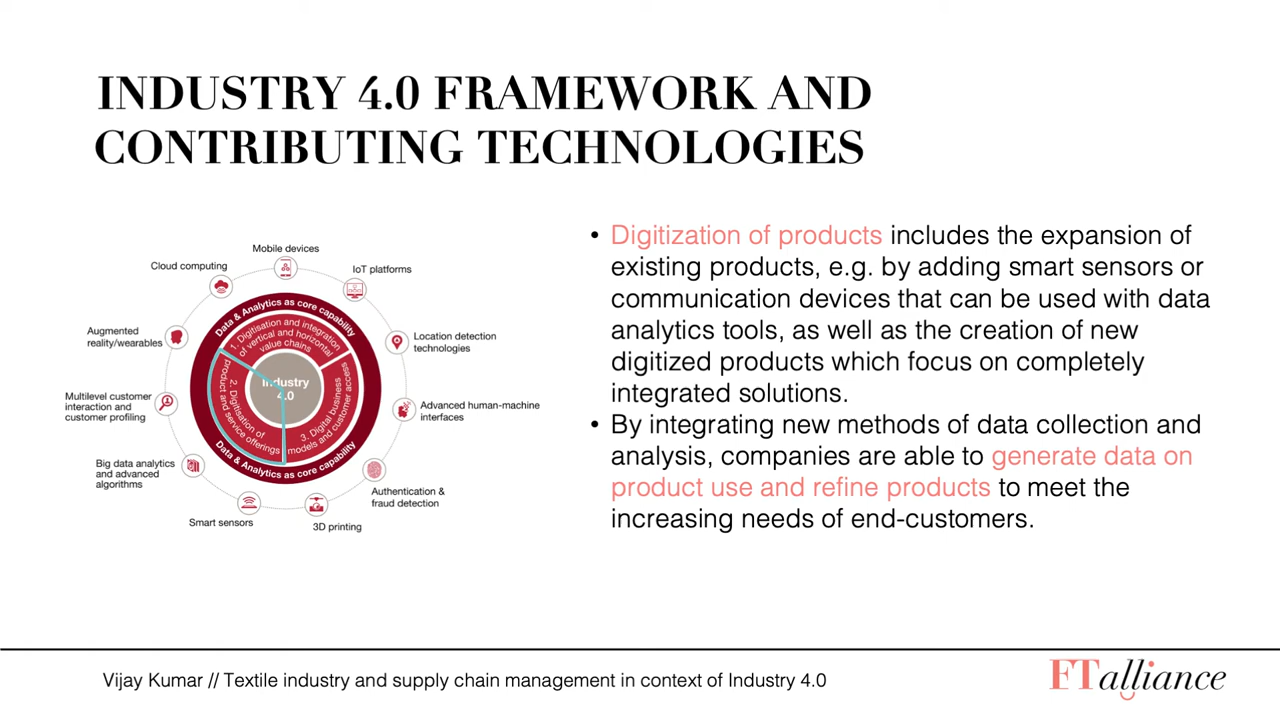 INDUSTRY 4.0 FRAMEWORK AND
CONTRIBUTING TECHNOLOGIES
Mobile devices
Cloud computing
IoT platforms
Augmented
reality/wearables
Location detection
technologies
Multilevel customer
interaction and
customer profiling
Advanced human-machine
interfaces
Big data analytics
and advanced
algorithms
Authentication &
fraud detection
Smart sensors
3D printing
Data & Analytics as core capability
1. Digitisation and integration
of vertical and horizontal
value chains
Industry
4.0
2. Digitisation of
product and service offerings
3. Digital business
models and customer access
Data & Analytics as core capability
• Digitization of products includes the expansion of
existing products, e.g. by adding smart sensors or
communication devices that can be used with data
analytics tools, as well as the creation of new
digitized products which focus on completely
integrated solutions.
• By integrating new methods of data collection and
analysis, companies are able to generate data on
product use and refine products to meet the
increasing needs of end-customers.
Vijay Kumar // Textile industry and supply chain management in context of Industry 4.0
FTalliance